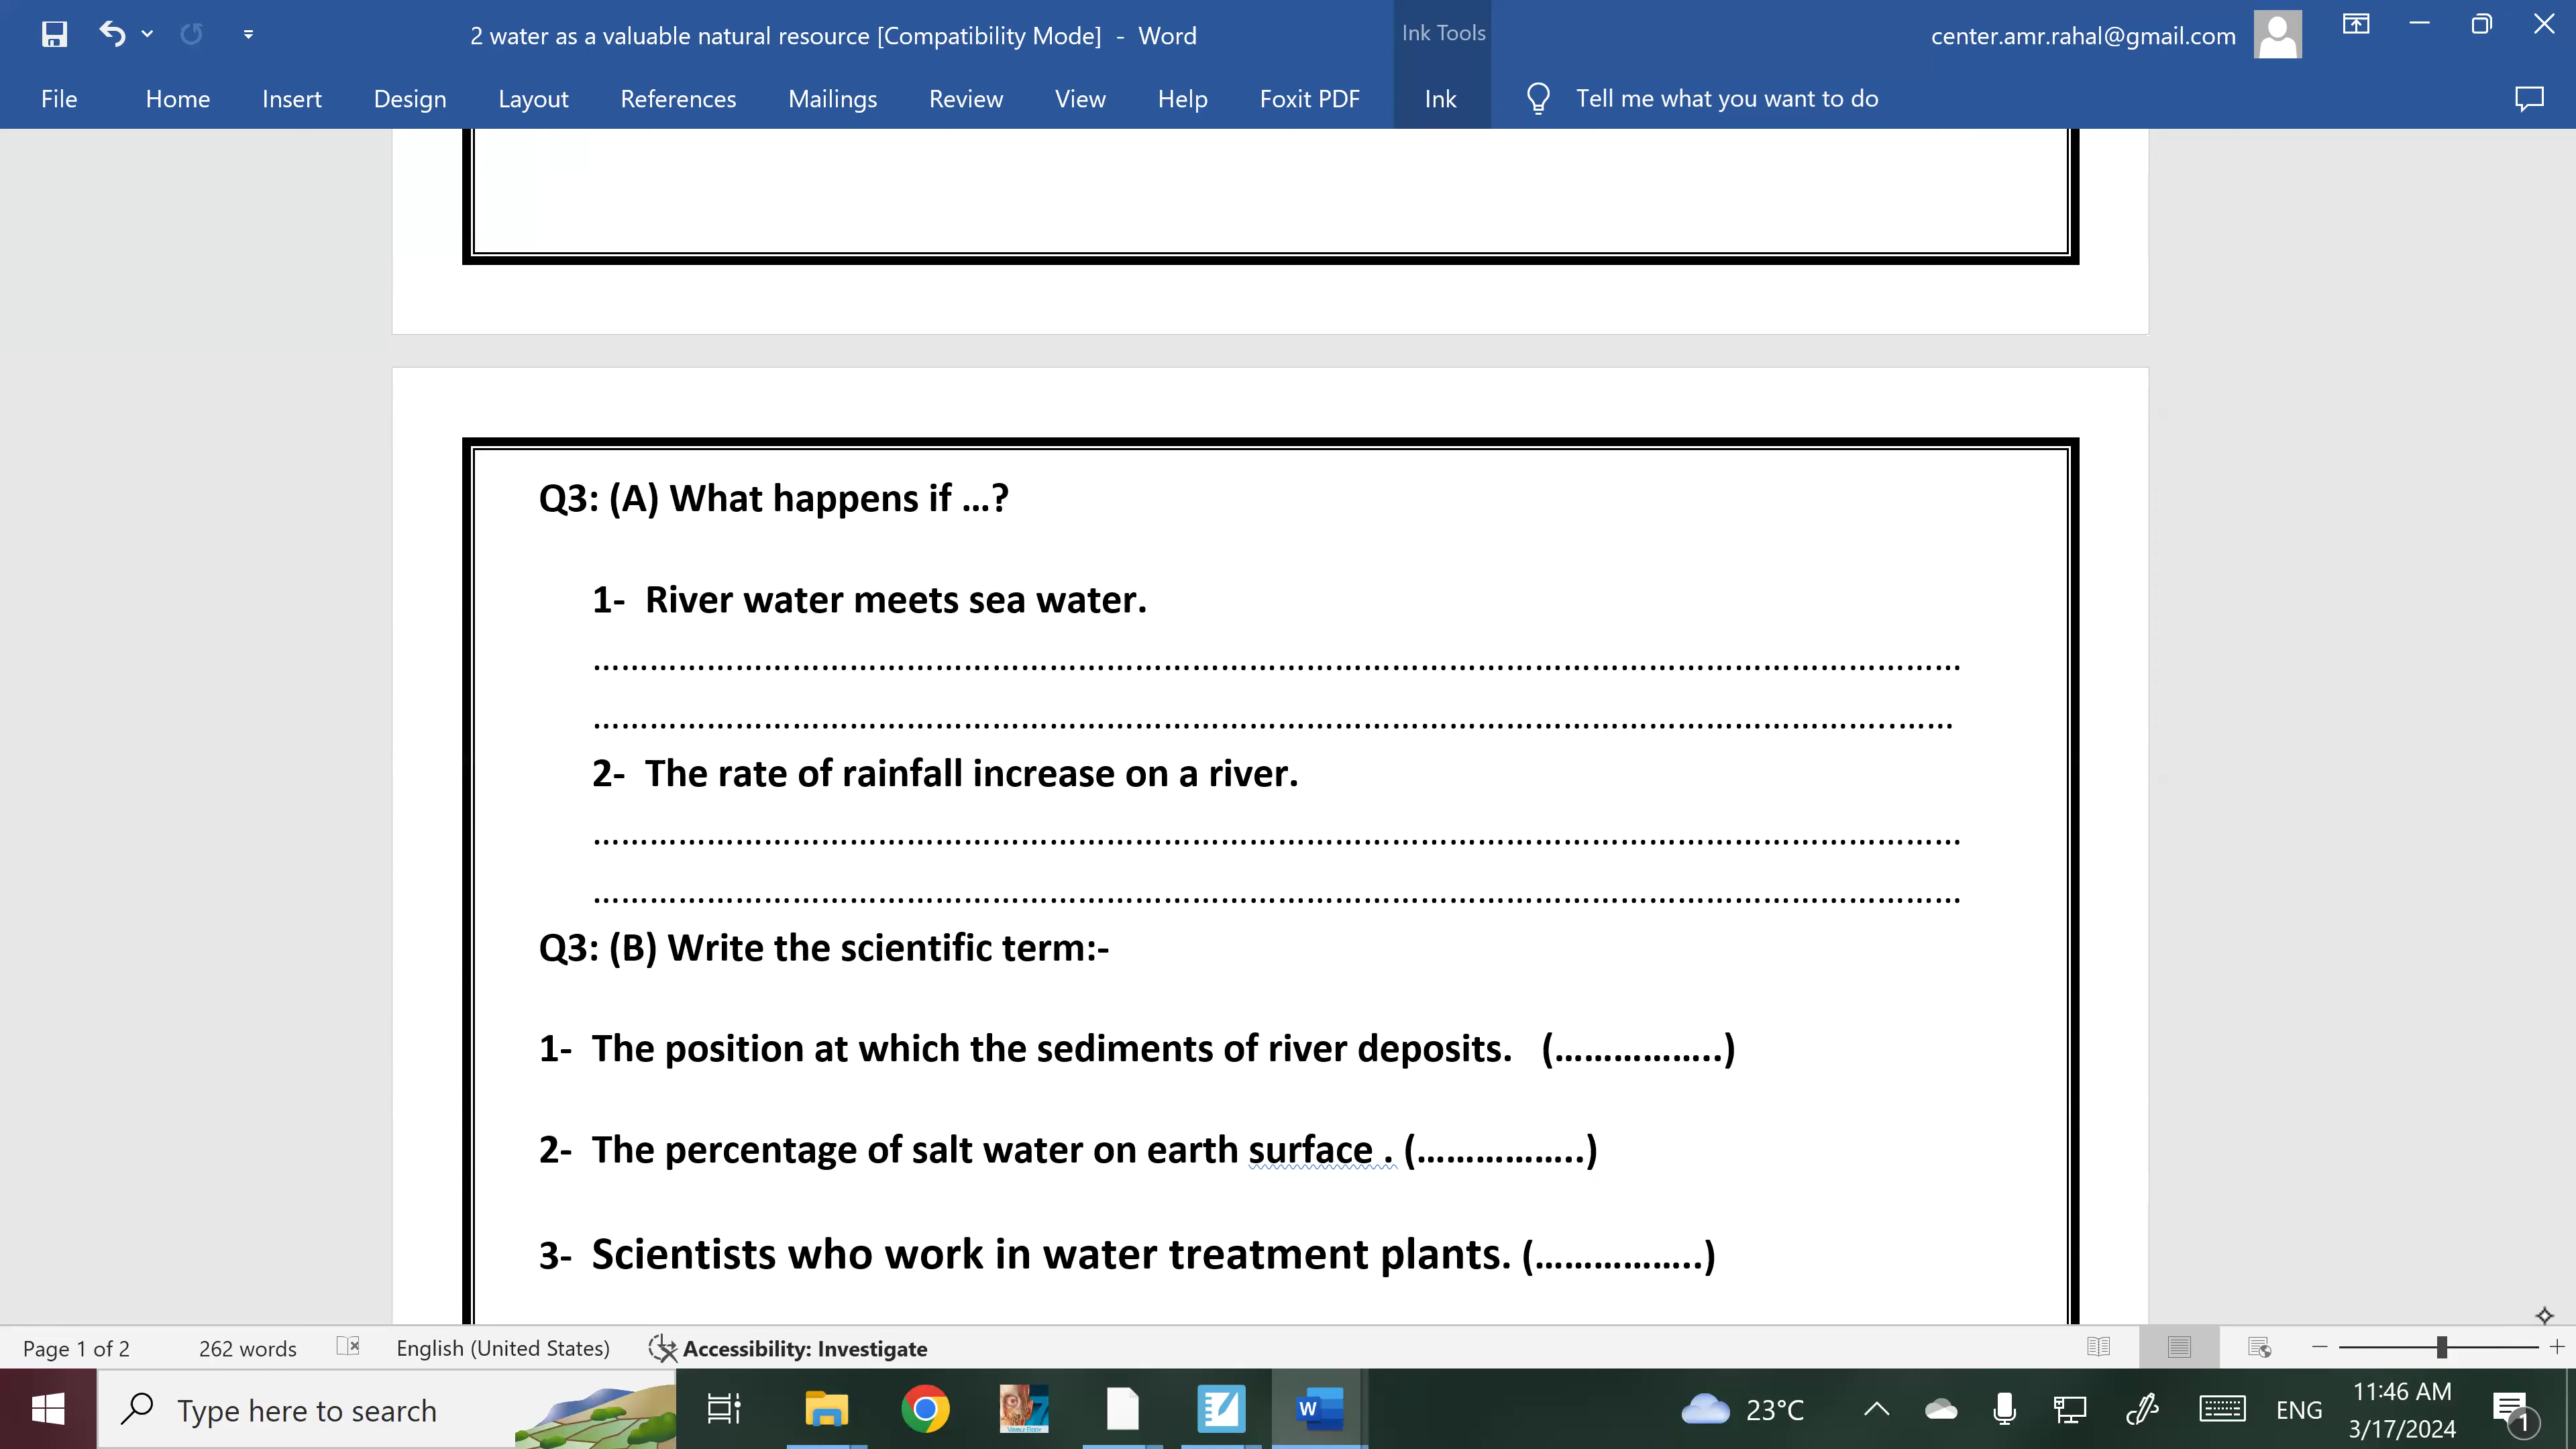 2 water as a valuable natural resource [Compatibility Mode] - Word
Ink Tools
center.amr.rahal@gmail.com
File Home Insert Design Layout References Mailings Review View Help Foxit PDF Ink Tell me what you want to do
Q3: (A) What happens if ...?
1- River water meets sea water.
........................................................................................................
........................................................................................................
2- The rate of rainfall increase on a river.
........................................................................................................
........................................................................................................
Q3: (B) Write the scientific term:-
1- The position at which the sediments of river deposits. (……………..)
2- The percentage of salt water on earth surface . (……………..)
3- Scientists who work in water treatment plants. (……………..)
Page 1 of 2 262 words English (United States) Accessibility: Investigate
Type here to search
W
23°C
ENG
11:46 AM
3/17/2024
1